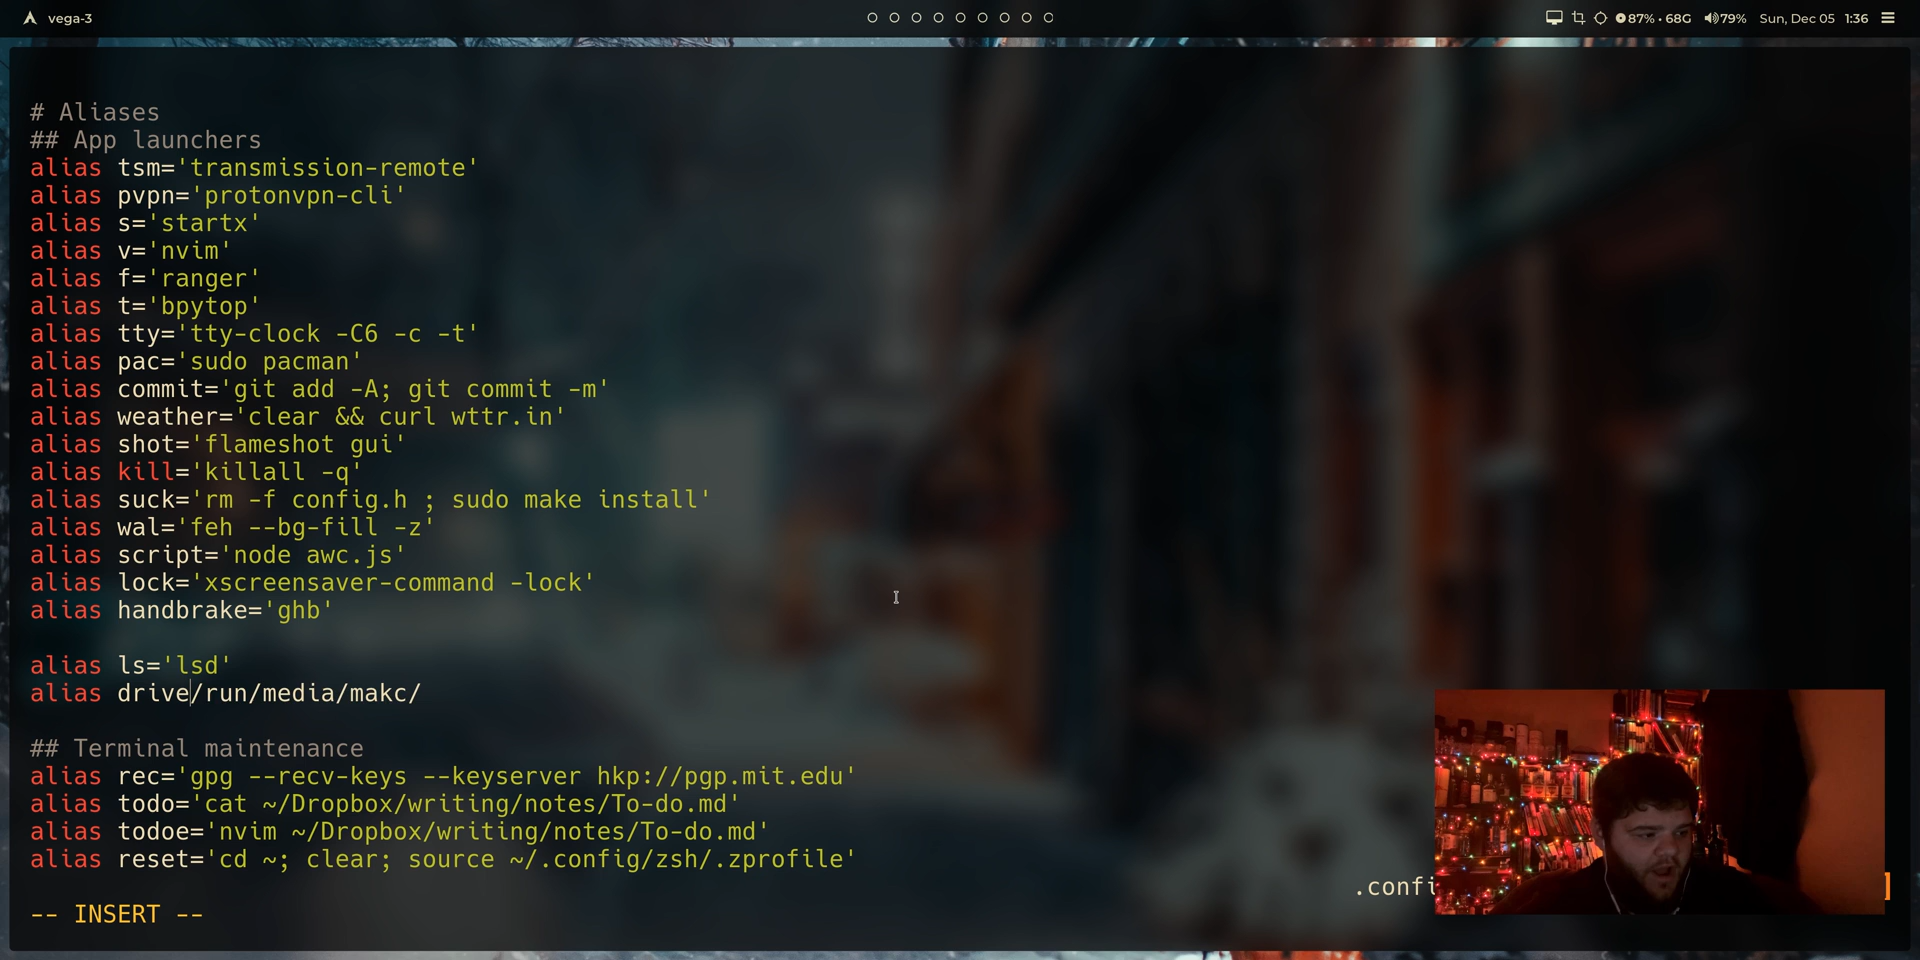 vega-3
87% • 68G 79% Sun, Dec 05 1:36
# Aliases
## App launchers
alias tsm='transmission-remote'
alias pvpn='protonvpn-cli'
alias s='startx'
alias v='nvim'
alias f='ranger'
alias t='bpytop'
alias tty='tty-clock -C6 -c -t'
alias pac='sudo pacman'
alias commit='git add -A; git commit -m'
alias weather='clear && curl wttr.in'
alias shot='flameshot gui'
alias kill='killall -q'
alias suck='rm -f config.h ; sudo make install'
alias wal='feh --bg-fill -z'
alias script='node awc.js'
alias lock='xscreensaver-command -lock'
alias handbrake='ghb'
alias ls='lsd'
alias drive/run/media/makc/
## Terminal maintenance
alias rec='gpg --recv-keys --keyserver hkp://pgp.mit.edu'
alias todo='cat ~/Dropbox/writing/notes/To-do.md'
alias todoe='nvim ~/Dropbox/writing/notes/To-do.md'
alias reset='cd ~; clear; source ~/.config/zsh/.zprofile'
.confi
-- INSERT --